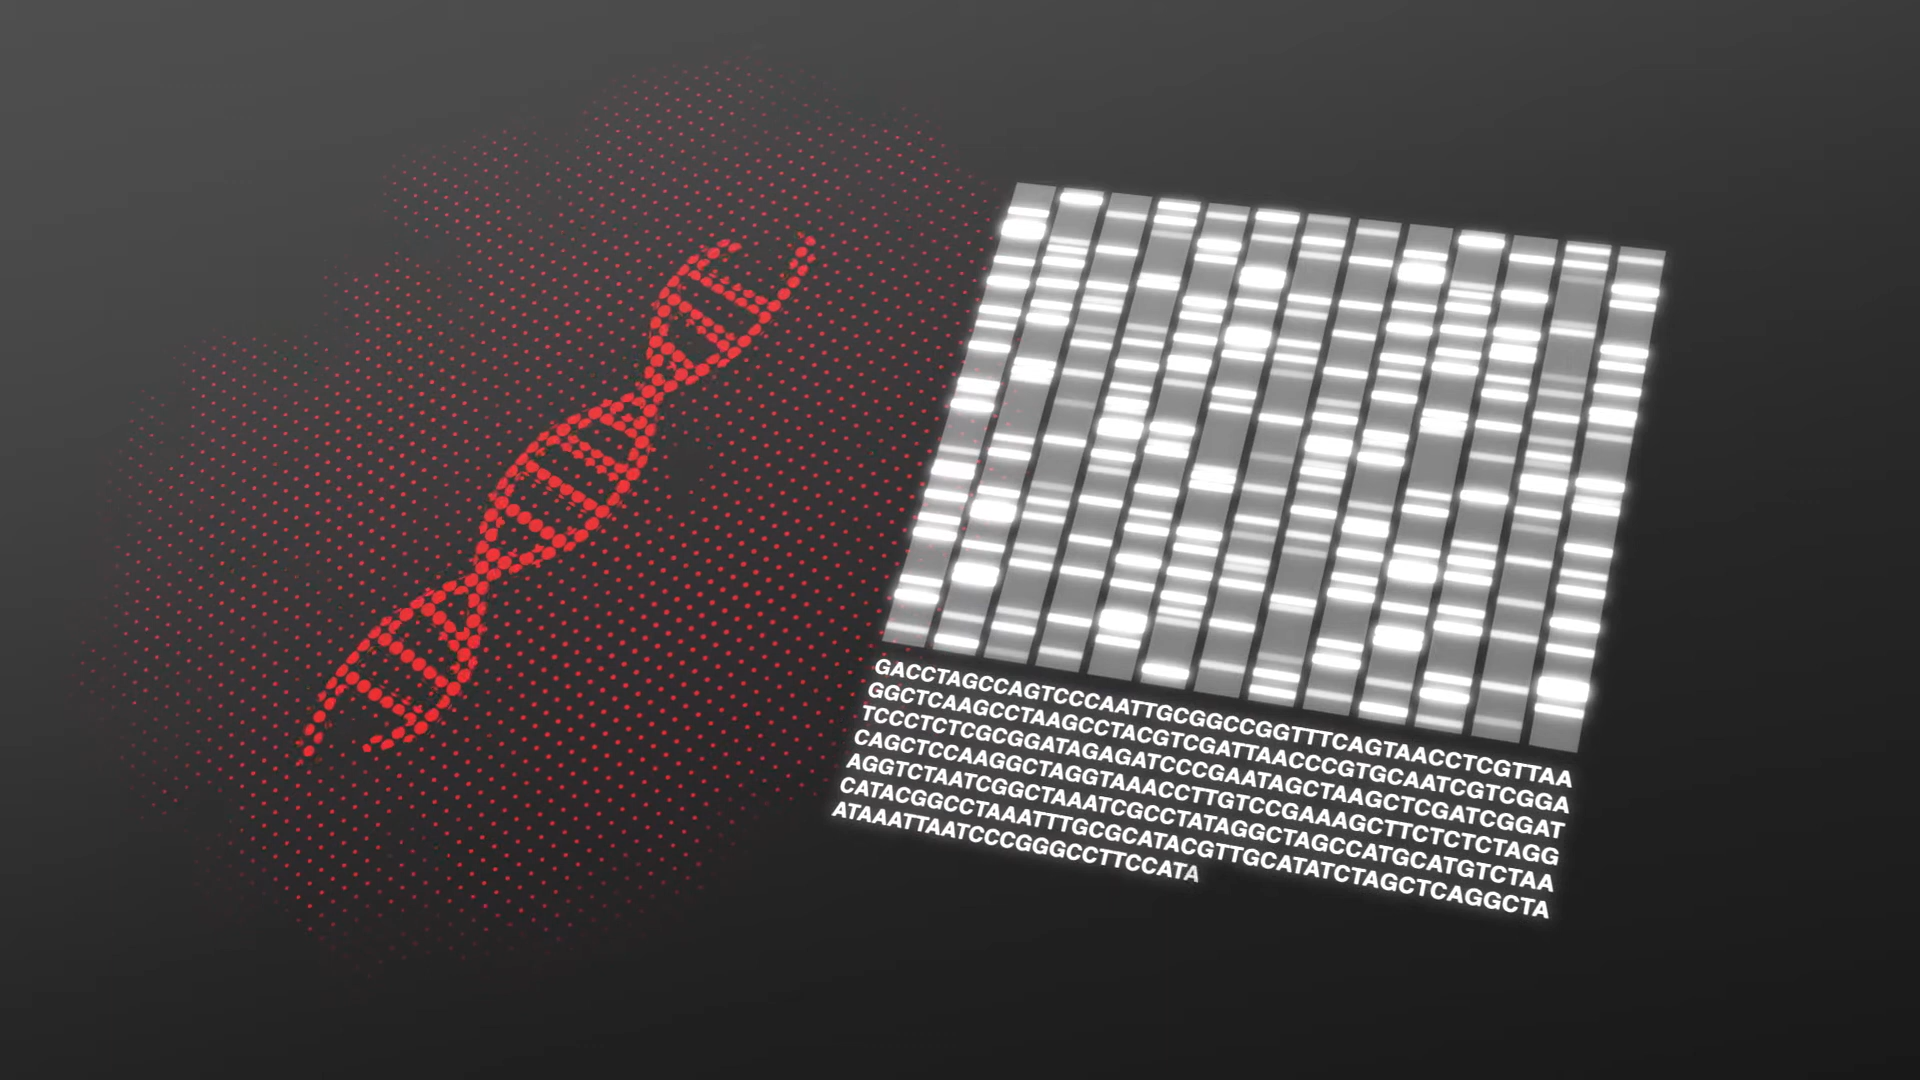 GACCTAGCCAGTCCCAATTGCGGCCGGTTTCAGTAACCTCGTTAA
GGCTCAAGCCTAAGCCTACGTCGATTAACCCGTGCAATCGTCGGA
TCCCTCTCGCGGATAGAGATCCCGAATAGCTAAGCTCGATCGGAT
CAGCTCCAAGGCTAGGTAAACCTTGTCCGAAAGCTTCTCTCTAGG
AGGTCTAATCGGCTAAATCGCCTATAGGCTAGCCATGCATGTCTAA
CATACGGCCTAAATTTGCGCATACGTTGCATATCTAGCTCAGGCTA
ATAAATTAATCCCGGGCCTTCCATA